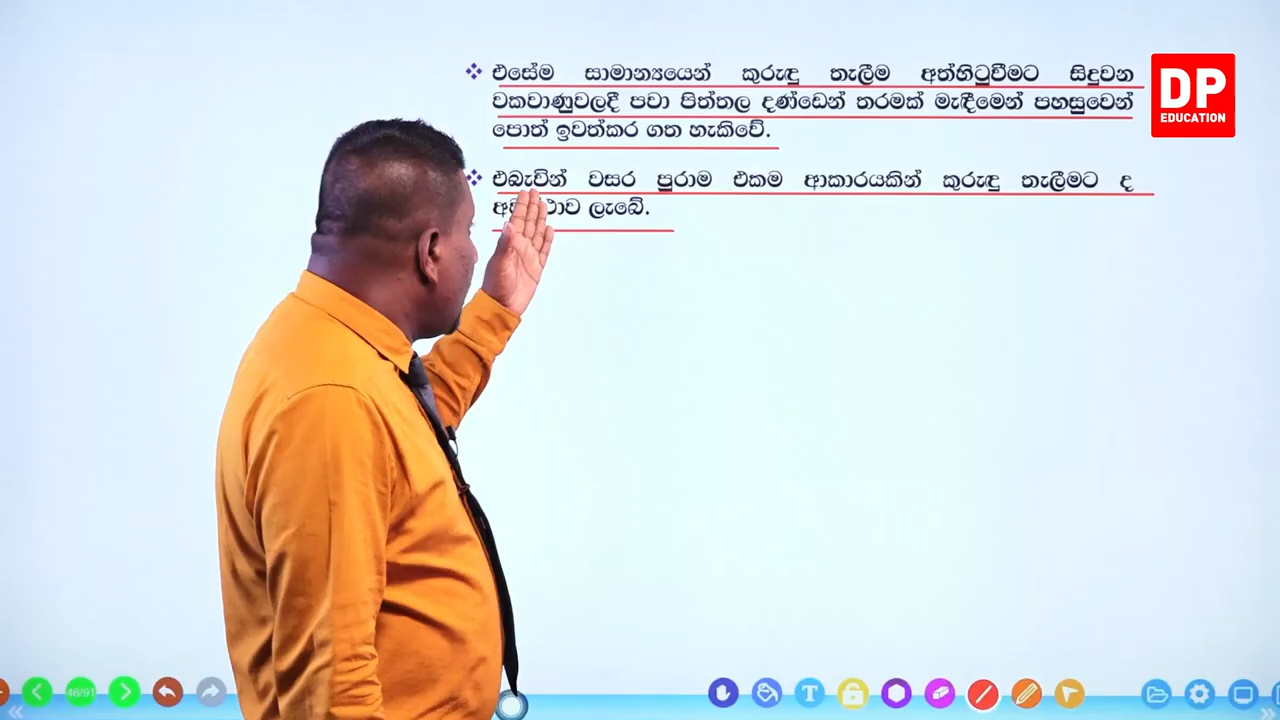 ❖ එසේම සාමාන්‍යයෙන් කුරුඳු තැලීම අත්හිටුවීමට සිදුවන
වකවාණුවලදී පවා පිත්තල දණ්ඩෙන් තරමක් මැඳීමෙන් පහසුවෙන්
පොත් ඉවත්කර ගත හැකිවේ.
❖ එබැවින් වසර පුරාම එකම ආකාරයකින් කුරුඳු තැලීමට ද
ලැබේ.
DP
EDUCATION
46/91
T